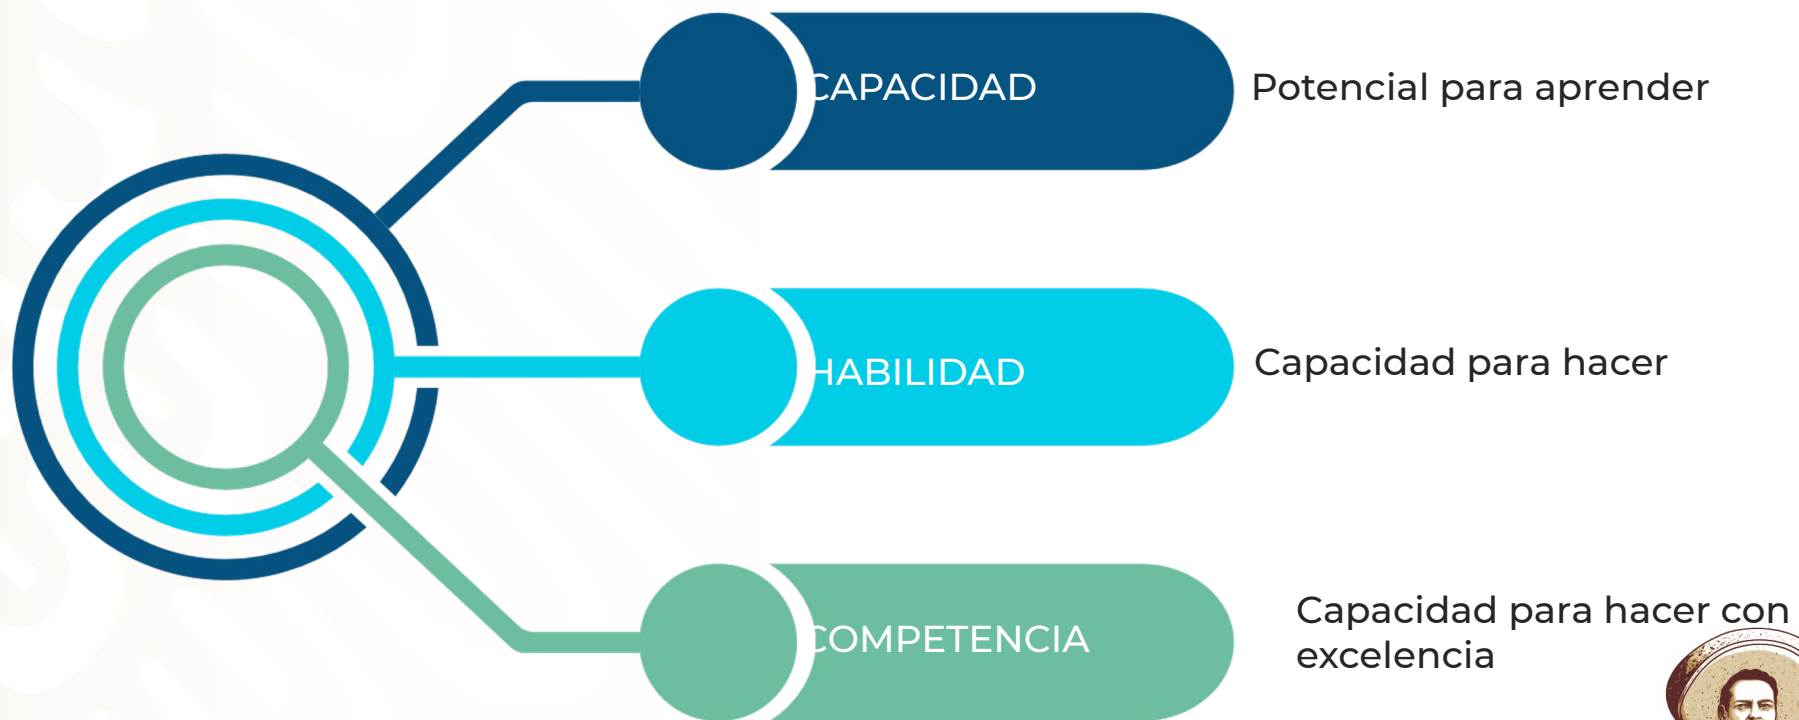 CAPACIDAD
Potencial para aprender
HABILIDAD
Capacidad para hacer
COMPETENCIA
Capacidad para hacer con
excelencia